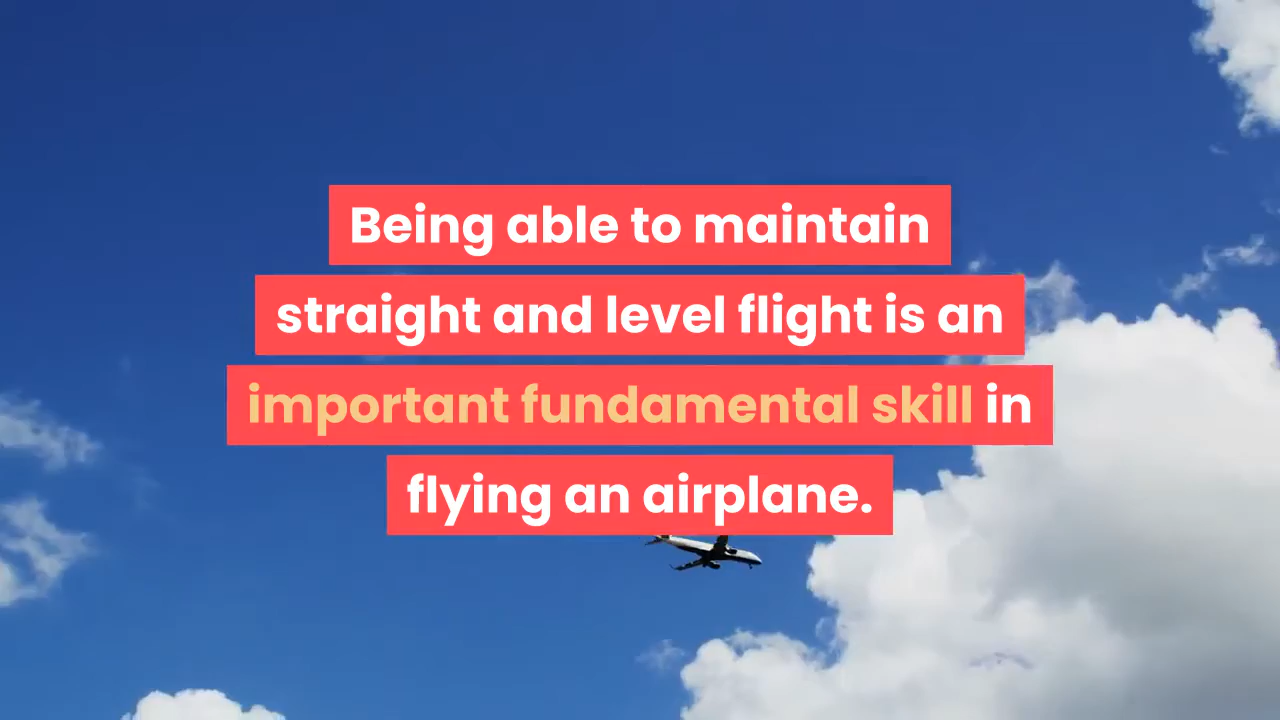 Being able to maintain
straight and level flight is an
important fundamental skill in
flying an airplane.